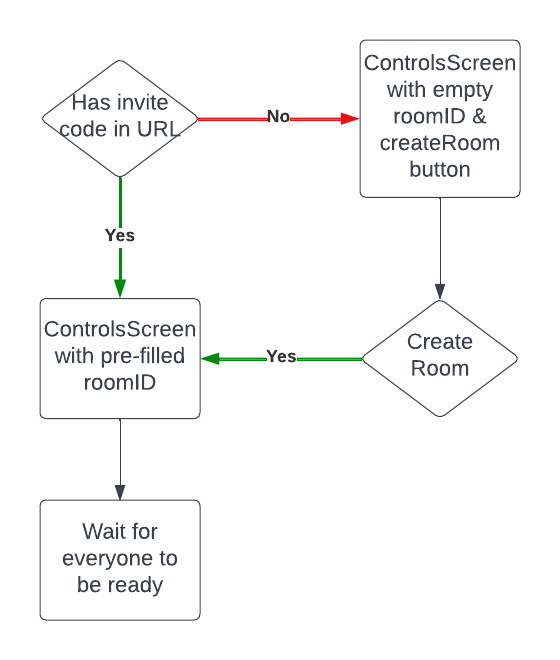 Has invite
code in URL
No
ControlsScreen
with empty
roomID &
createRoom
button
Yes
ControlsScreen
with pre-filled
roomID
Yes
Create
Room
Wait for
everyone to
be ready